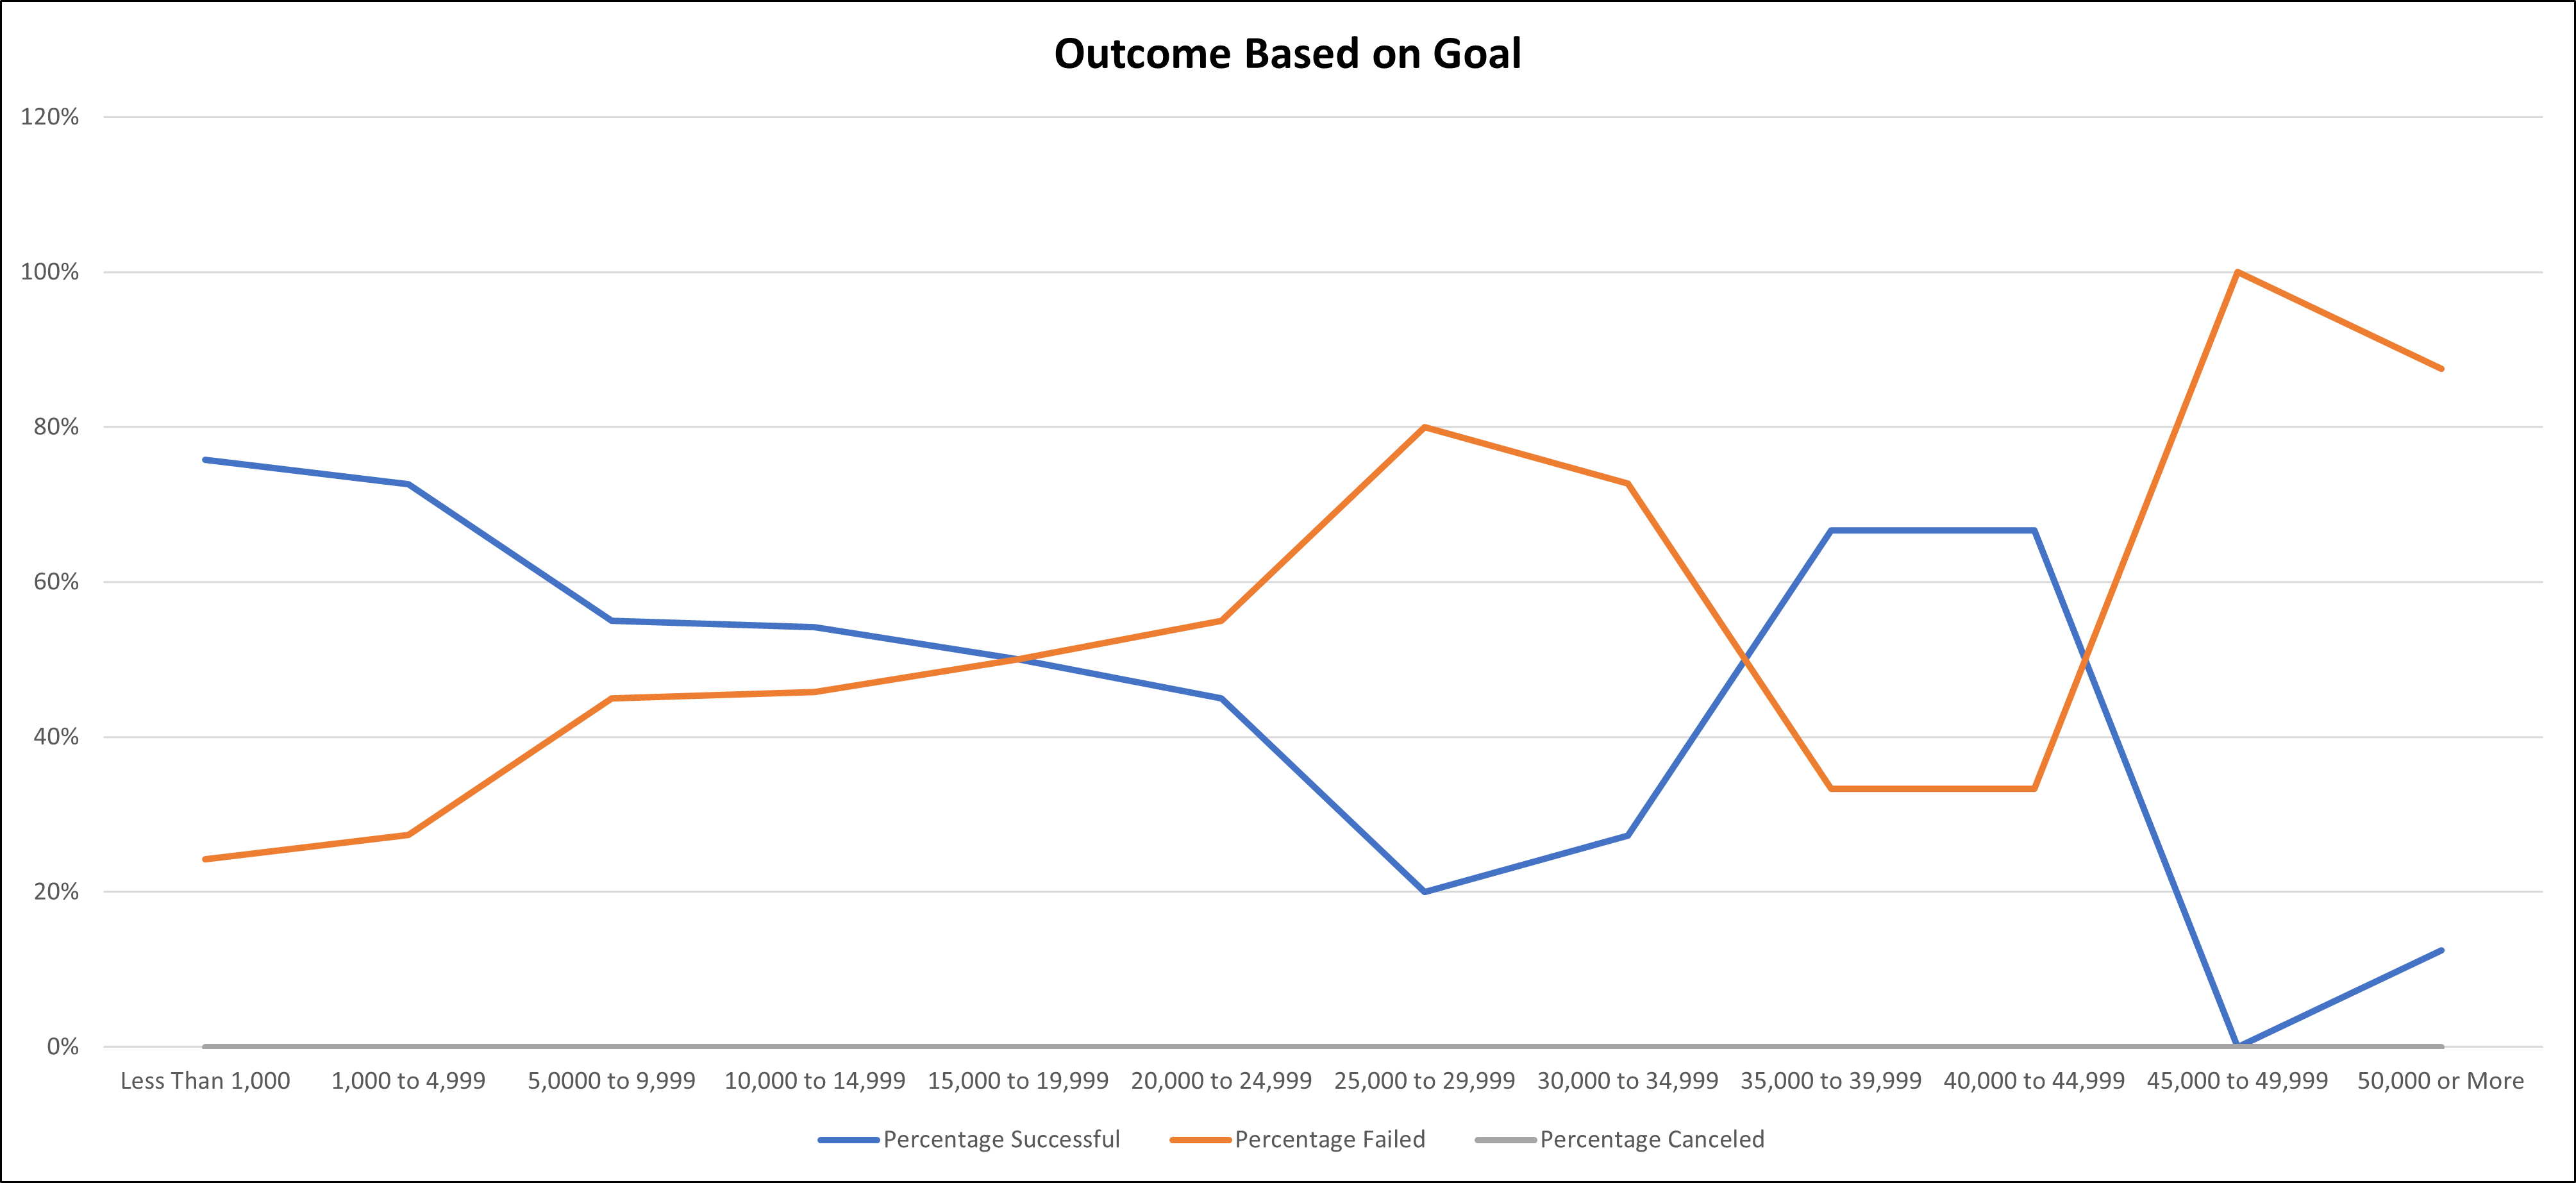 Outcome Based on Goal
120%
100%
80%
60%
40%
20%
0%
Less Than 1,000 1,000 to 4,999 5,0000 to 9,999 10,000 to 14,999 15,000 to 19,999 20,000 to 24,999 25,000 to 29,999 30,000 to 34,999 35,000 to 39,999 40,000 to 44,999 45,000 to 49,999 50,000 or More
Percentage Successful Percentage Failed Percentage Canceled